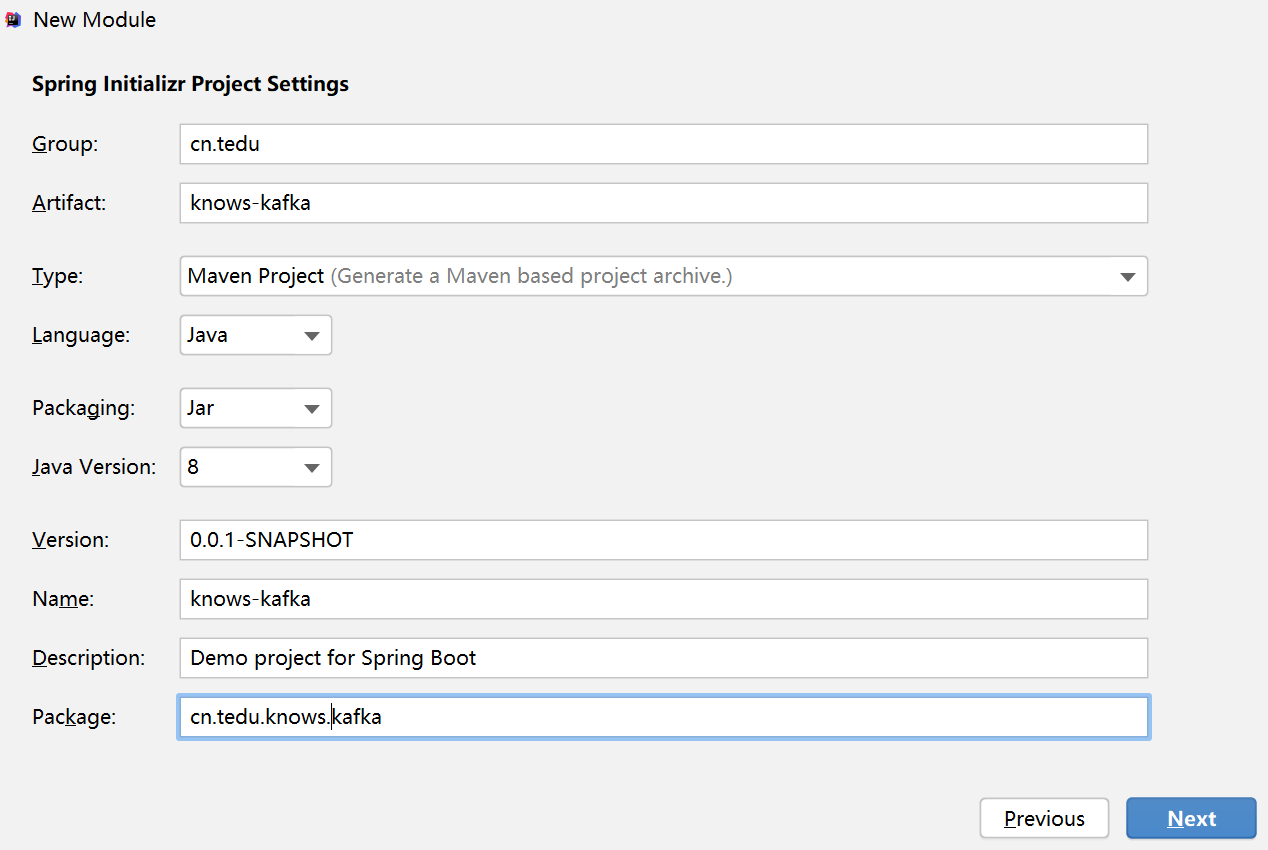 New Module
Spring Initializr Project Settings
Group: cn.tedu
Artifact: knows-kafka
Type: Maven Project (Generate a Maven based project archive.)
Language: Java
Packaging: Jar
Java Version: 8
Version: 0.0.1-SNAPSHOT
Name: knows-kafka
Description: Demo project for Spring Boot
Package: cn.tedu.knows.kafka
Previous Next